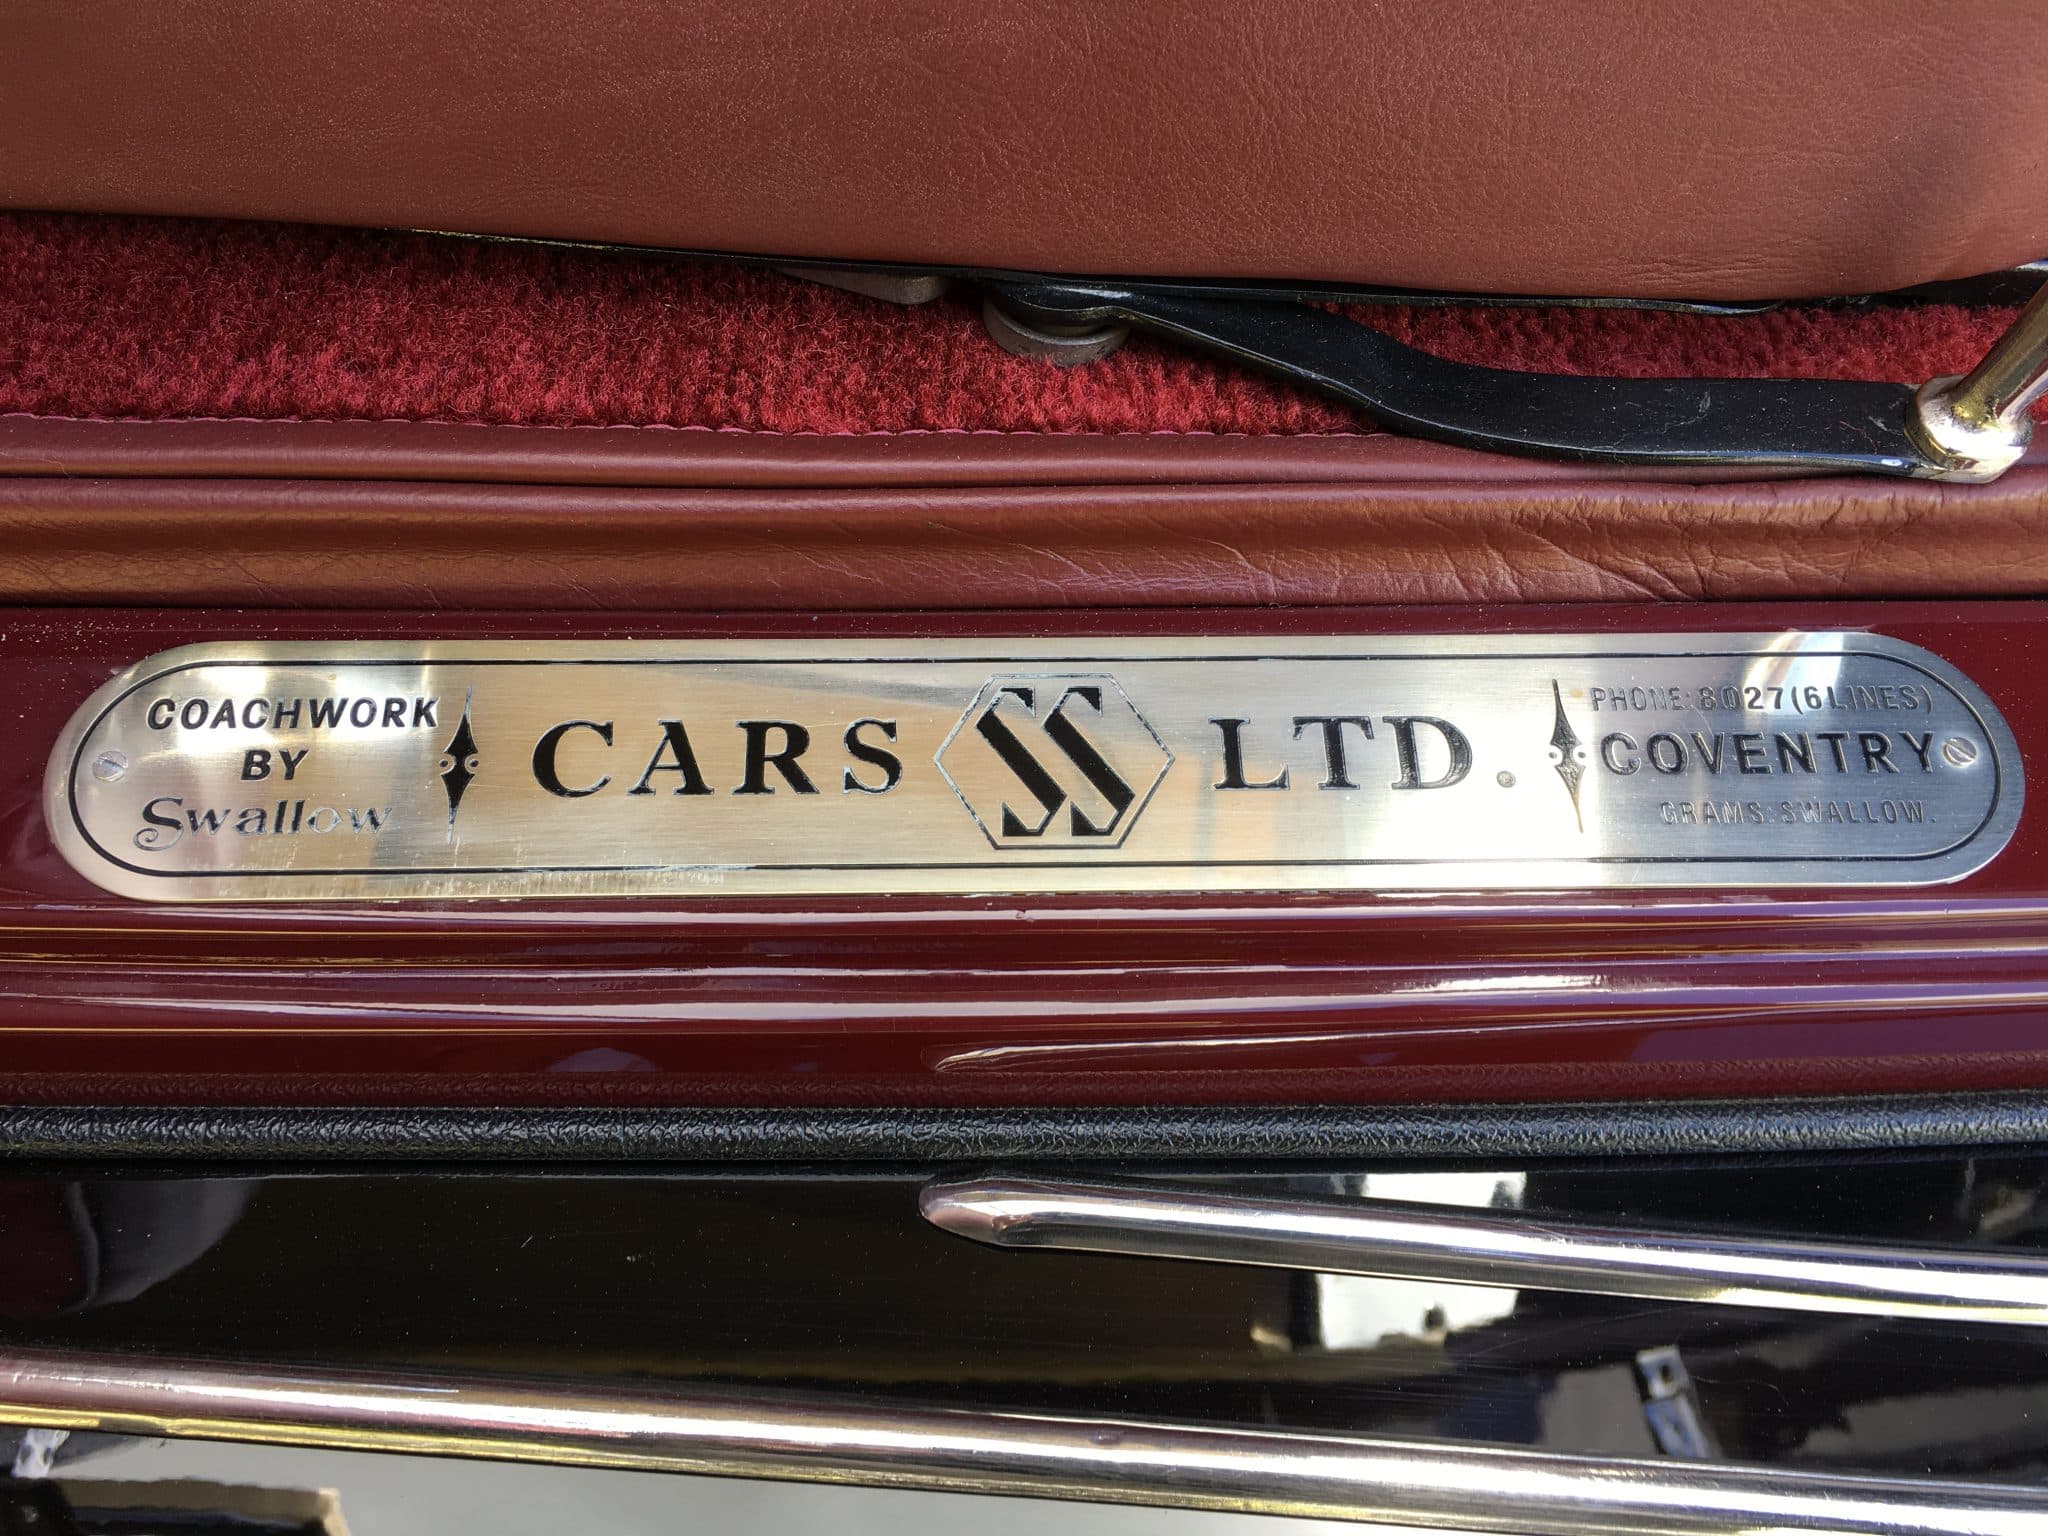 COACHWORK
BY
Swallow
CARS SS LTD.
PHONE: 8027 (6 LINES)
COVENTRY
GRAMS: SWALLOW.